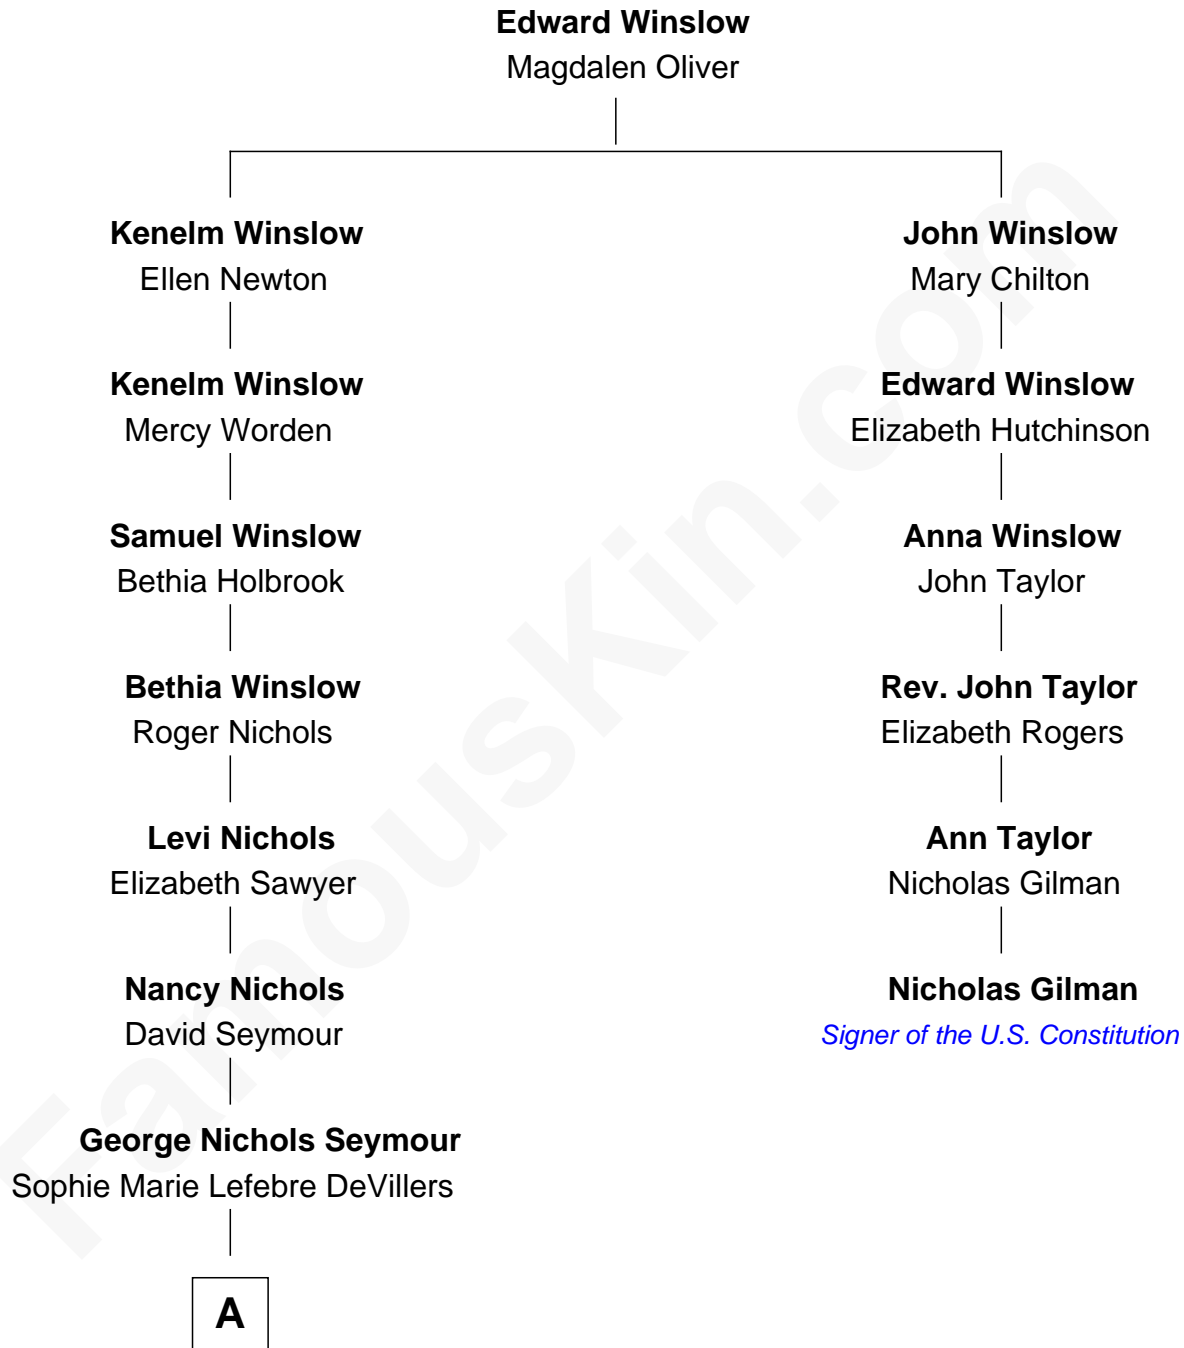 Edward Winslow
Magdalen Oliver
Kenelm Winslow
Ellen Newton
John Winslow
Mary Chilton
Kenelm Winslow
Mercy Worden
Edward Winslow
Elizabeth Hutchinson
Samuel Winslow
Bethia Holbrook
Anna Winslow
John Taylor
Bethia Winslow
Roger Nichols
Rev. John Taylor
Elizabeth Rogers
Levi Nichols
Elizabeth Sawyer
Ann Taylor
Nicholas Gilman
Nancy Nichols
David Seymour
Nicholas Gilman
Signer of the U.S. Constitution
George Nichols Seymour
Sophie Marie Lefebre DeVillers
A
FamousKin.com